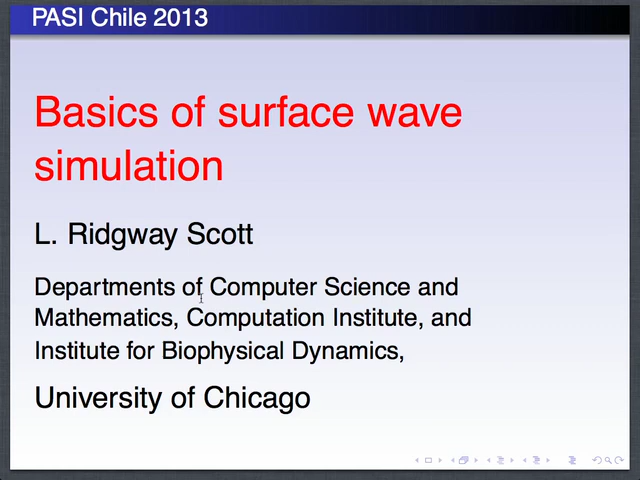 PASI Chile 2013
Basics of surface wave
simulation
L. Ridgway Scott
Departments of Computer Science and
Mathematics, Computation Institute, and
Institute for Biophysical Dynamics,
University of Chicago